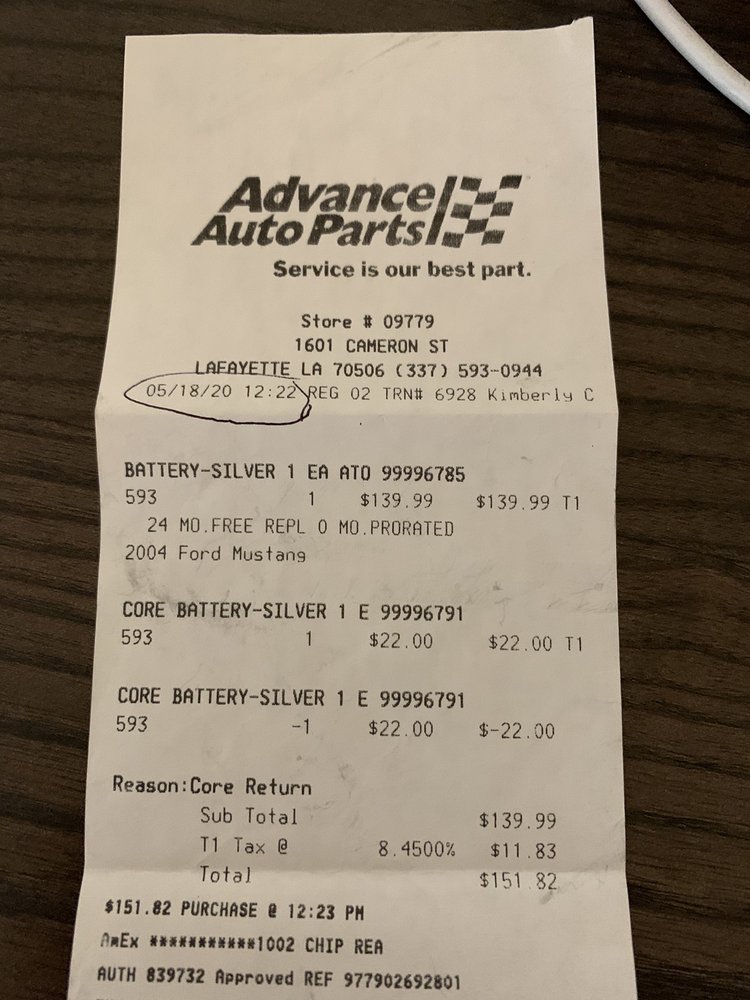 Advance
Auto Parts
Service is our best part.
Store # 09779
1601 CAMERON ST
LAFAYETTE LA 70506 (337) 593-0944
05/18/20 12:22 REG 02 TRN# 6928 Kimberly C
BATTERY-SILVER 1 EA ATO 99996785
593 1 $139.99 $139.99 T1
24 MO.FREE REPL 0 MO.PRORATED
2004 Ford Mustang
CORE BATTERY-SILVER 1 E 99996791
593 1 $22.00 $22.00 T1
CORE BATTERY-SILVER 1 E 99996791
593 -1 $22.00 $-22.00
Reason:Core Return
Sub Total $139.99
T1 Tax @ 8.4500% $11.83
Total $151.82
$151.82 PURCHASE @ 12:23 PM
AmEx ***********1002 CHIP REA
AUTH 839732 Approved REF 977902692801